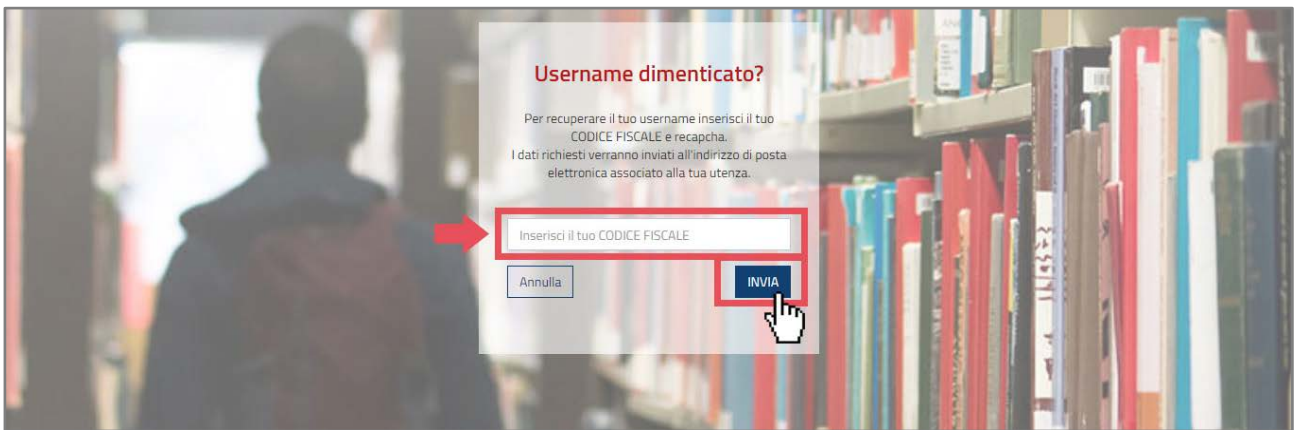 Username dimenticato?
Per recuperare il tuo username inserisci il tuo
CODICE FISCALE e recapcha.
I dati richiesti verranno inviati all'indirizzo di posta
elettronica associato alla tua utenza.
Inserisci il tuo CODICE FISCALE
Annulla
INVIA